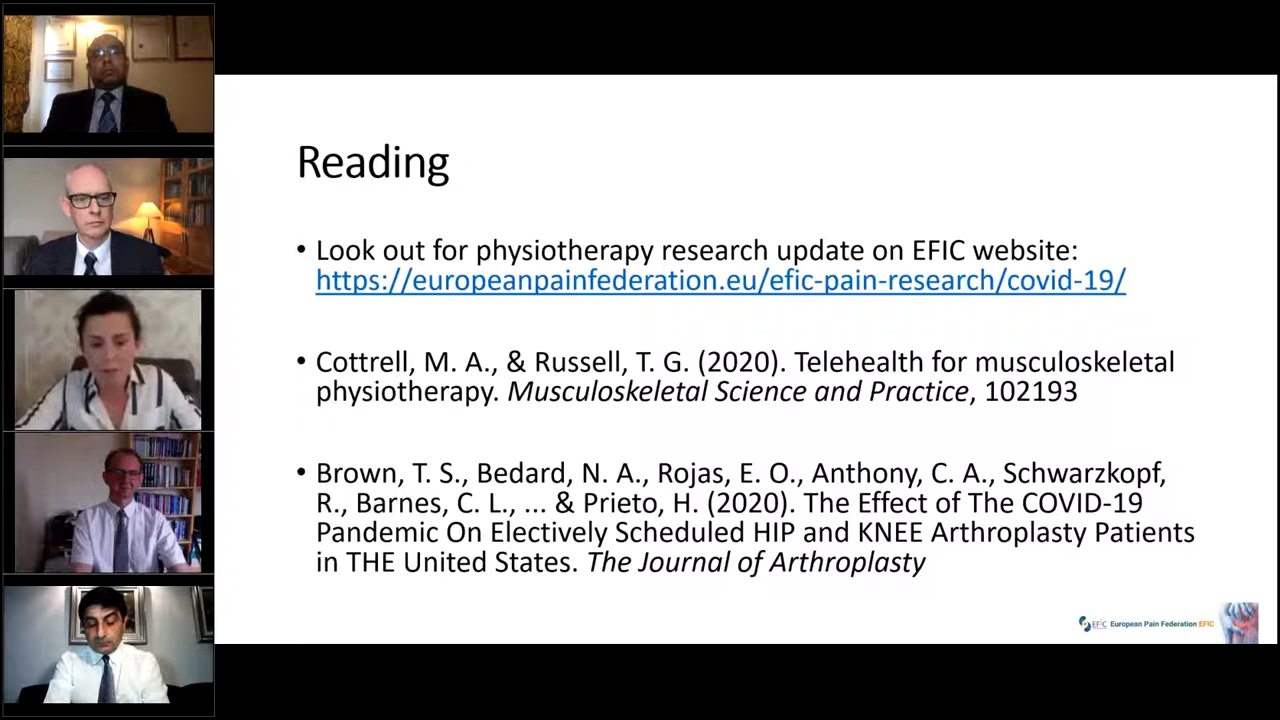 Reading
• Look out for physiotherapy research update on EFIC website:
https://europeanpainfederation.eu/efic-pain-research/covid-19/
• Cottrell, M. A., & Russell, T. G. (2020). Telehealth for musculoskeletal
physiotherapy. Musculoskeletal Science and Practice, 102193
• Brown, T. S., Bedard, N. A., Rojas, E. O., Anthony, C. A., Schwarzkopf,
R., Barnes, C. L., ... & Prieto, H. (2020). The Effect of The COVID-19
Pandemic On Electively Scheduled HIP and KNEE Arthroplasty Patients
in THE United States. The Journal of Arthroplasty
EFIC European Pain Federation EFIC